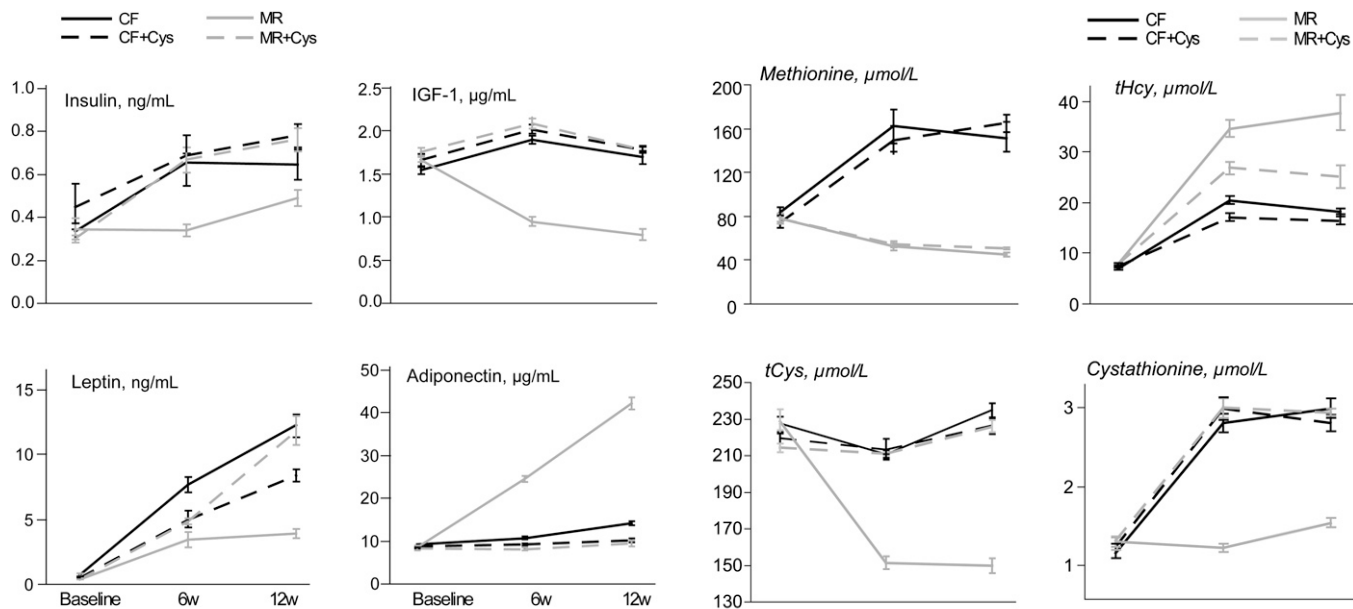 CF
MR
CF+Cys
MR+Cys
CF
MR
CF+Cys
MR+Cys
Insulin, ng/mL
1.0
0.8
0.6
0.4
0.2
0.0
IGF-1, µg/mL
2.5
2.0
1.5
1.0
0.5
0.0
Methionine, µmol/L
200
160
120
80
40
0
tHcy, µmol/L
40
30
20
10
0
Leptin, ng/mL
15
10
5
0
Baseline 6w 12w
Adiponectin, µg/mL
50
40
30
20
10
0
Baseline 6w 12w
tCys, µmol/L
250
230
210
190
170
150
130
Cystathionine, µmol/L
3
2
1